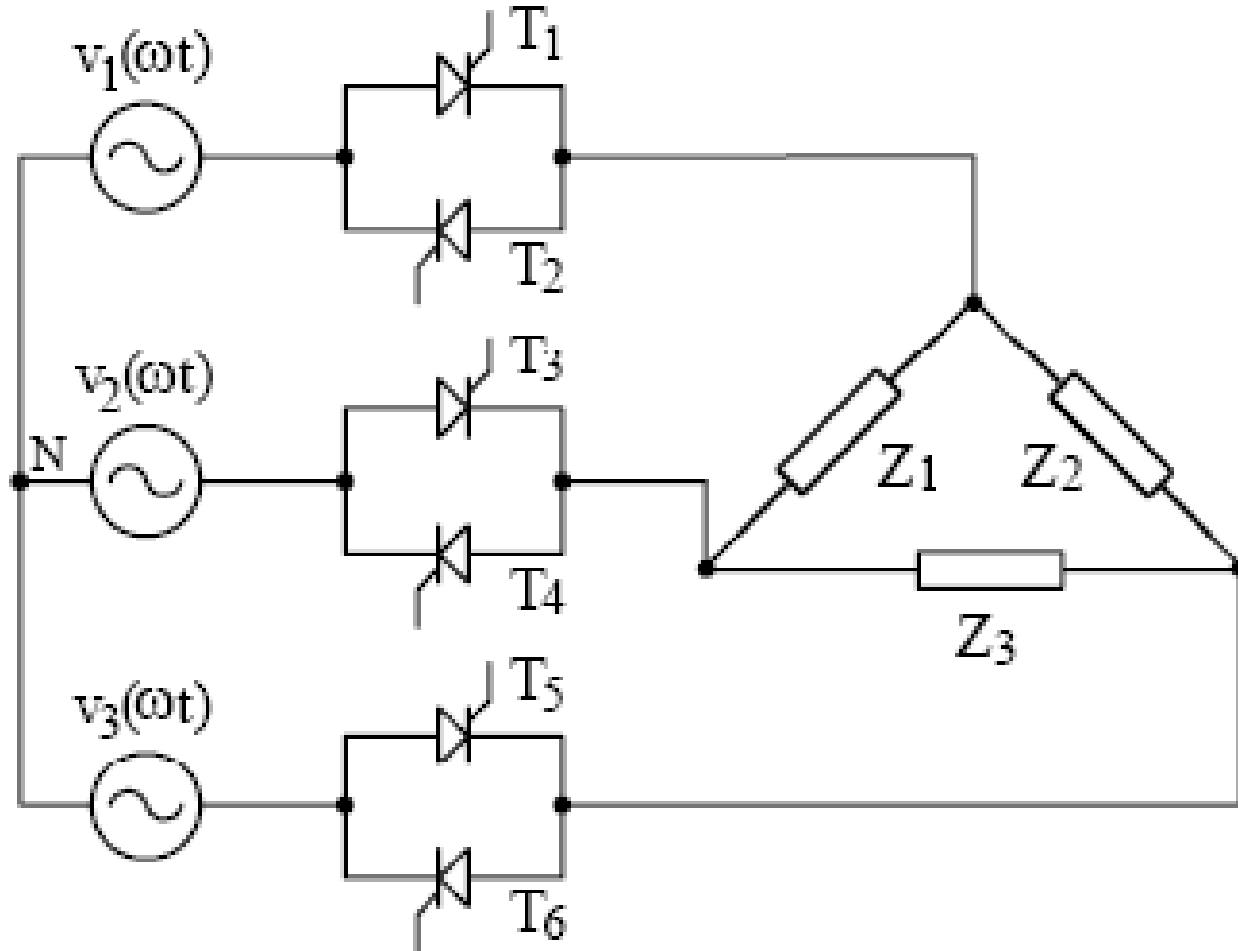 v₁(ωt)
T₁
T₂
v₂(ωt)
T₃
N
Z₁
Z₂
T₄
Z₃
v₃(ωt)
T₅
T₆